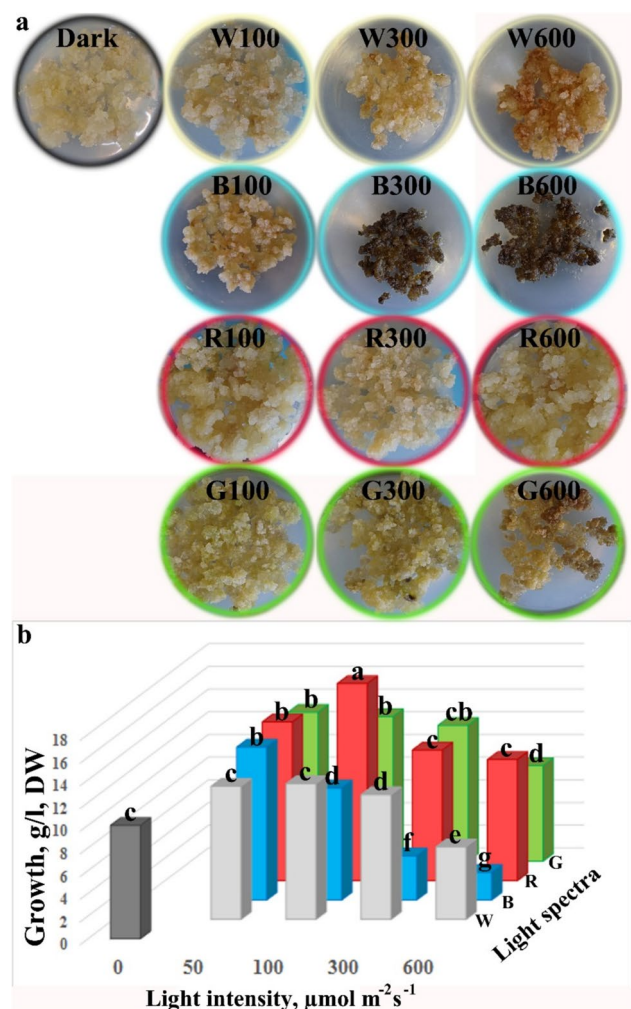 a
Dark W100 W300 W600
B100 B300 B600
R100 R300 R600
G100 G300 G600
b
a
b b b cb
b c c d
c c d d
f e g
c
18
16
14
12
10
8
6
4
2
0
Growth, g/l, DW
0 50 100 300 600
W B R G
Light spectra
Light intensity, µmol m⁻²s⁻¹